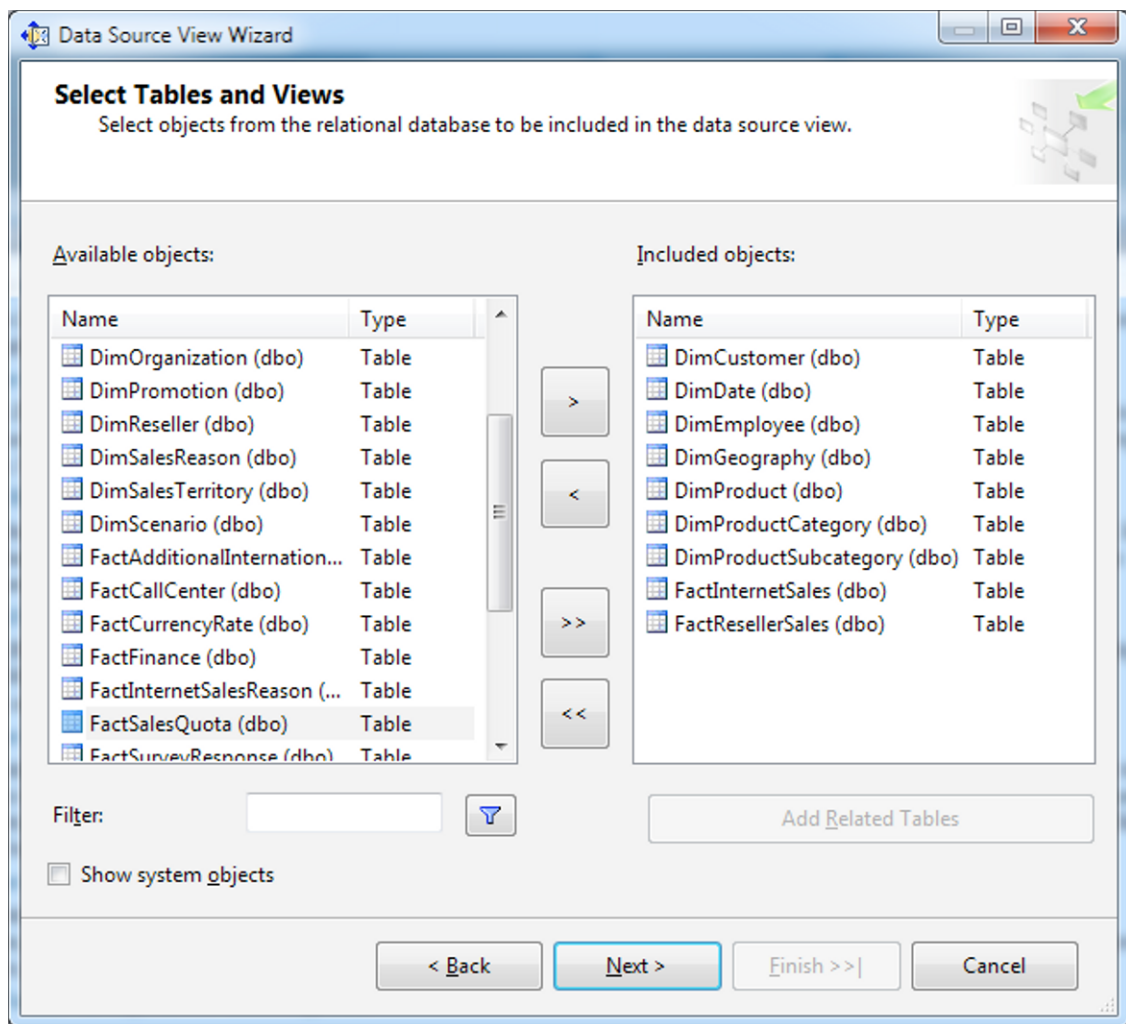 Data Source View Wizard
Select Tables and Views
Select objects from the relational database to be included in the data source view.
Available objects:
Name Type
DimOrganization (dbo) Table
DimPromotion (dbo) Table
DimReseller (dbo) Table
DimSalesReason (dbo) Table
DimSalesTerritory (dbo) Table
DimScenario (dbo) Table
FactAdditionalInternation... Table
FactCallCenter (dbo) Table
FactCurrencyRate (dbo) Table
FactFinance (dbo) Table
FactInternetSalesReason (... Table
FactSalesQuota (dbo) Table
FactSurveyResponse (dbo) Table
>
<
>>
<<
Included objects:
Name Type
DimCustomer (dbo) Table
DimDate (dbo) Table
DimEmployee (dbo) Table
DimGeography (dbo) Table
DimProduct (dbo) Table
DimProductCategory (dbo) Table
DimProductSubcategory (dbo) Table
FactInternetSales (dbo) Table
FactResellerSales (dbo) Table
Filter:
Add Related Tables
Show system objects
< Back Next > Finish >>| Cancel